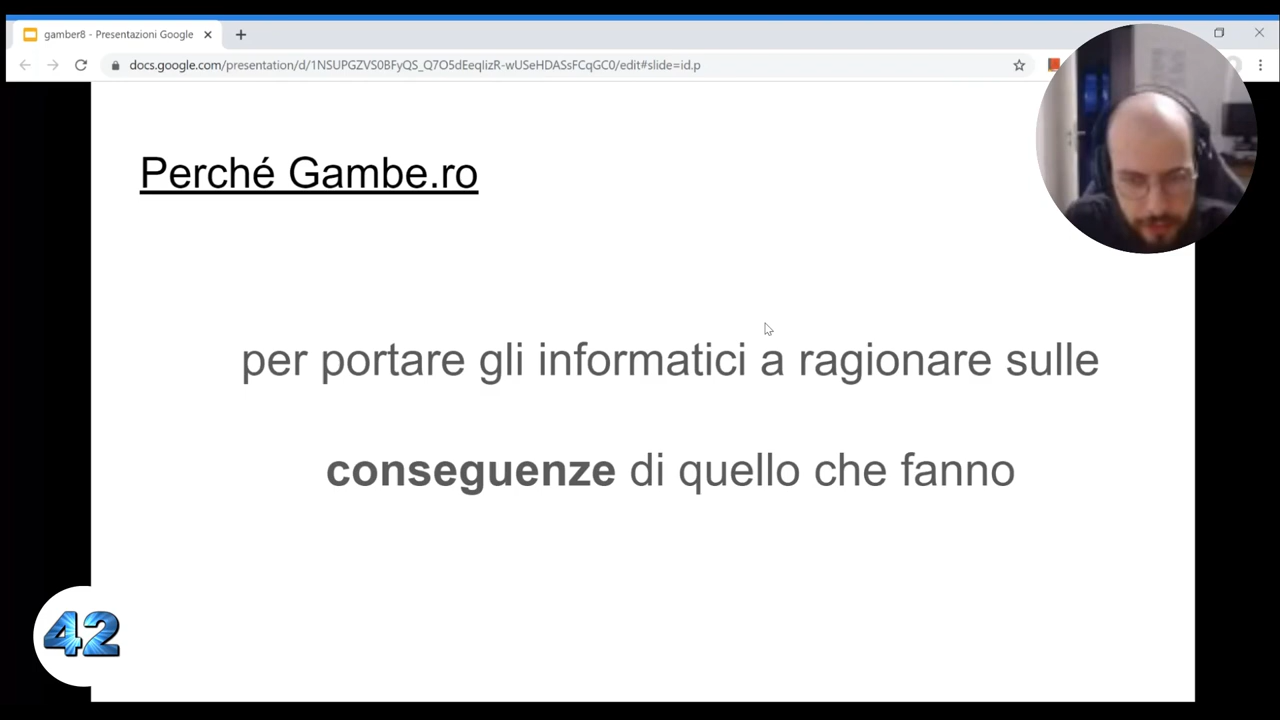 gamber8 - Presentazioni Google
docs.google.com/presentation/d/1NSUPGZVS0BFyQS_Q7O5dEeqlizR-wUSeHDASsFCqGC0/edit#slide=id.p
Perché Gambe.ro
per portare gli informatici a ragionare sulle
conseguenze di quello che fanno
42